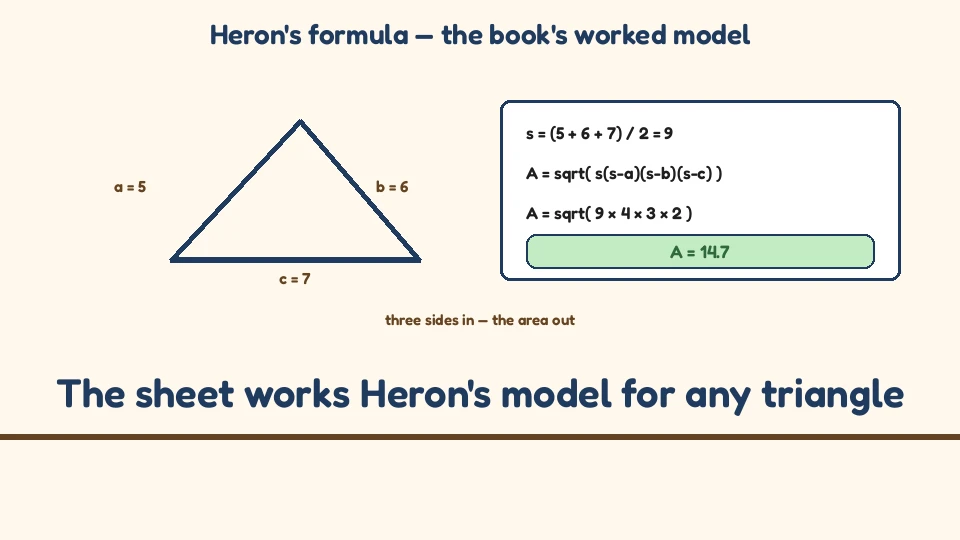 Heron's formula — the book's worked model
a = 5
b = 6
c = 7
s = (5 + 6 + 7) / 2 = 9
A = sqrt( s(s-a)(s-b)(s-c) )
A = sqrt( 9 × 4 × 3 × 2 )
A = 14.7
three sides in — the area out
The sheet works Heron's model for any triangle